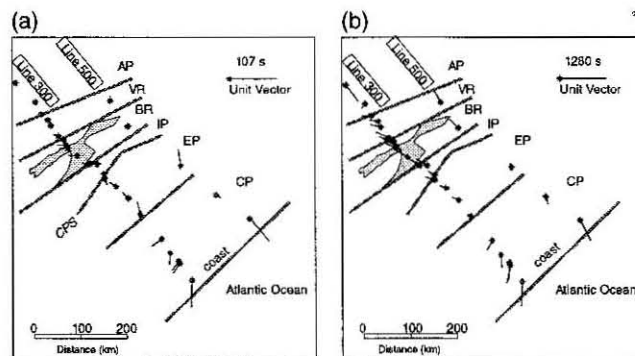 (a)
Line 300
Line 500
AP
VR
BR
IP
EP
CP
CPS
107 s
Unit Vector
coast
Atlantic Ocean
0 100 200
Distance (km)
(b)
Line 300
Line 500
AP
VR
BR
IP
EP
CP
1280 s
Unit Vector
coast
Atlantic Ocean
0 100 200
Distance (km)